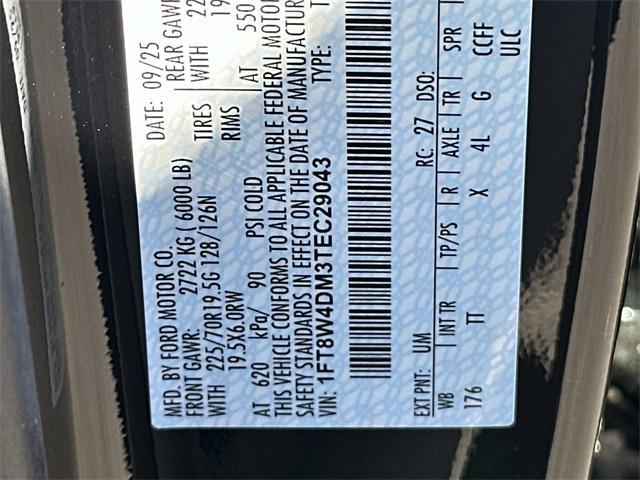 MFD. BY FORD MOTOR CO.
DATE: 09/25
FRONT GAWR: 2722 KG ( 6000 LB)
REAR GAWR
WITH 225/70R19.5G 128/126N TIRES
WITH 22
19.5X6.0RW RIMS
19
AT 620 kPa/ 90 PSI COLD
AT 550
THIS VEHICLE CONFORMS TO ALL APPLICABLE FEDERAL MOTOR
SAFETY STANDARDS IN EFFECT ON THE DATE OF MANUFACTUR
VIN: 1FT8W4DM3TEC29043
TYPE: T
EXT PNT: UM RC: 27 DSO:
WB INT TR TP/PS R AXLE TR SPR
176 TT X 4L G CCFF
ULC